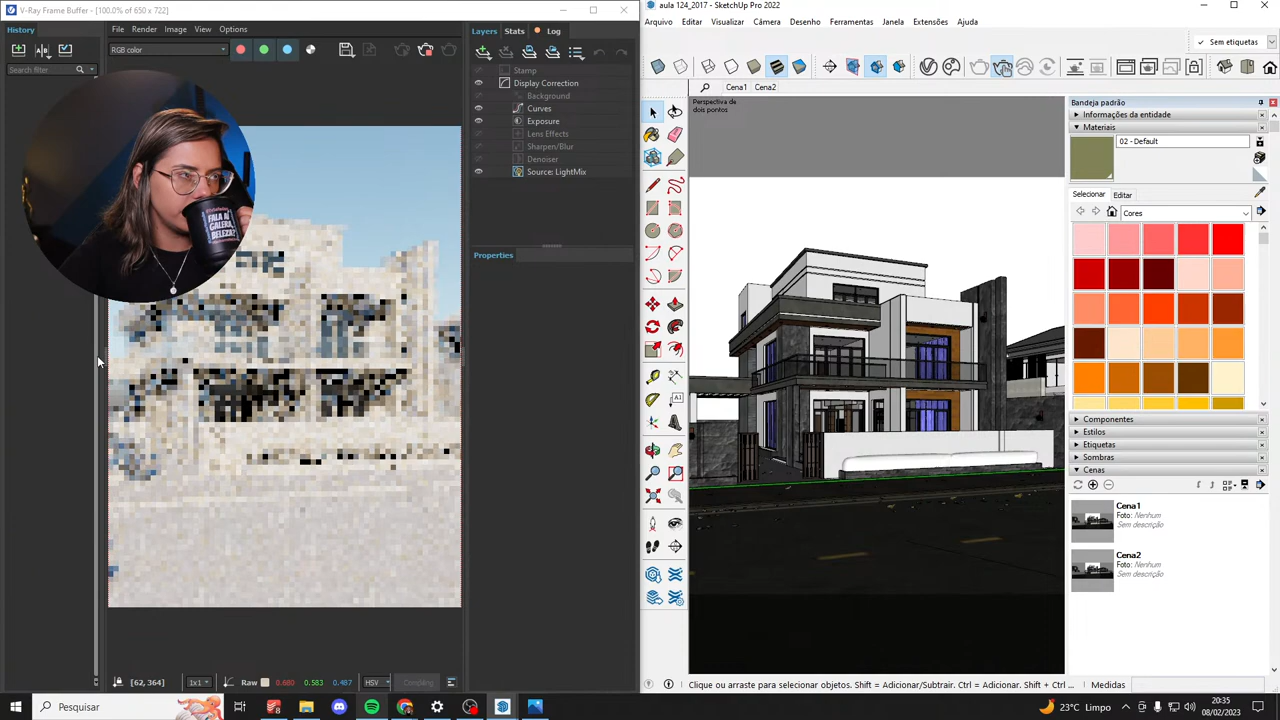 V-Ray Frame Buffer - [100.0% of 650 x 722]
aula 124_2017 - SketchUp Pro 2022
Arquivo Editar Visualizar Câmera Desenho Ferramentas Janela Extensões Ajuda
History
File Render Image View Options
Layers Stats Log
Sem etiquetas
RGB color
Search filter
Stamp
Display Correction
Background
Curves
Exposure
Lens Effects
Sharpen/Blur
Denoiser
Source: LightMix
Properties
FALA AÍ
GALERA,
BELEZA?
Cena1 Cena2
Perspectiva de
dois pontos
Bandeja padrão
Informações da entidade
Materiais
02 - Default
Selecionar Editar
Cores
Componentes
Estilos
Etiquetas
Sombras
Cenas
Cena1
Foto: Nenhum
Sem descrição
Cena2
Foto: Nenhum
Sem descrição
[62, 364] 1x1 Raw 0.680 0.583 0.487 HSV
Clique ou arraste para selecionar objetos. Shift = Adicionar/Subtrair. Ctrl = Adicionar. Shift + Ctrl = ... Medidas
Pesquisar
23°C Limpo
20:35
08/02/2023